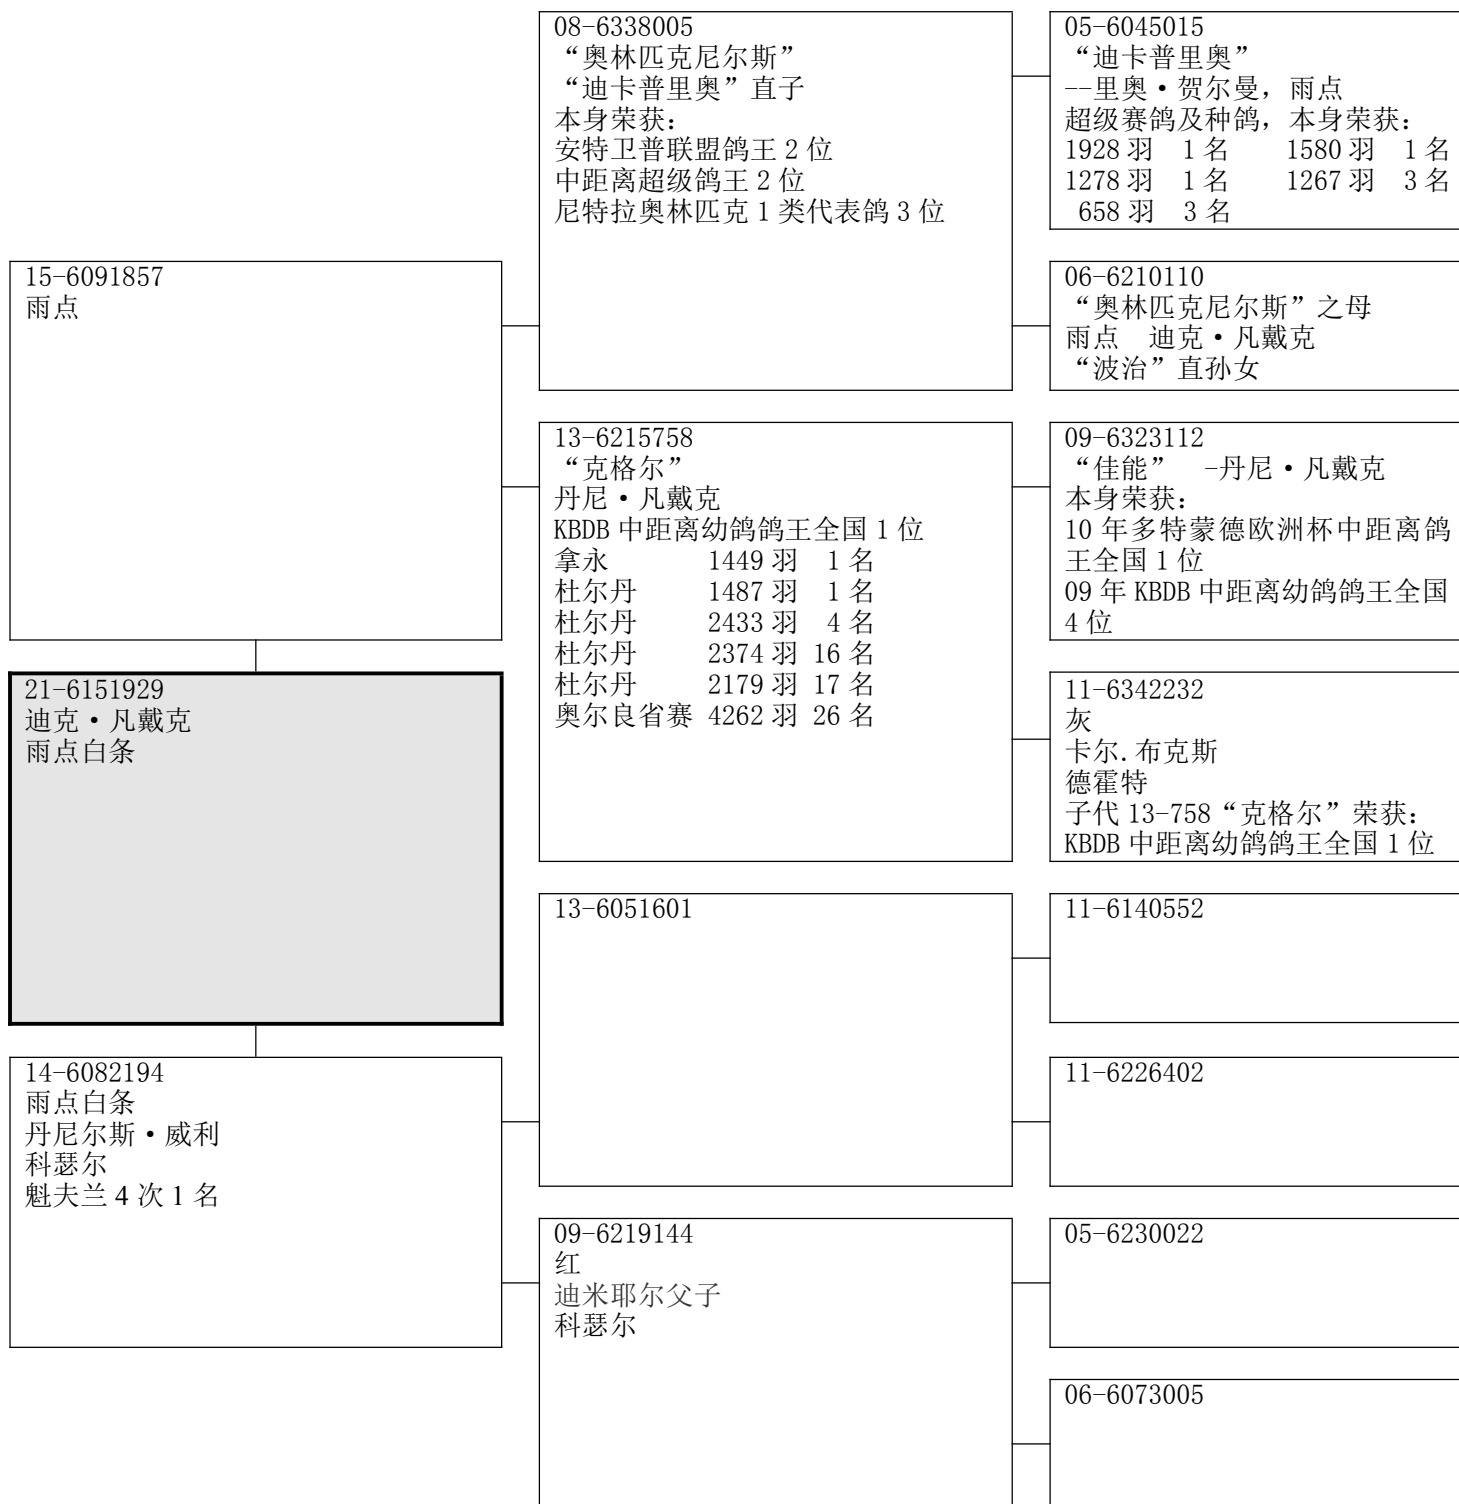 08-6338005
“奥林匹克尼尔斯”
“迪卡普里奥”直子
本身荣获：
安特卫普联盟鸽王 2 位
中距离超级鸽王 2 位
尼特拉奥林匹克 1 类代表鸽 3 位
05-6045015
“迪卡普里奥”
--里奥•贺尔曼，雨点
超级赛鸽及种鸽，本身荣获：
1928 羽 1 名 1580 羽 1 名
1278 羽 1 名 1267 羽 3 名
658 羽 3 名
15-6091857
雨点
06-6210110
“奥林匹克尼尔斯”之母
雨点 迪克•凡戴克
“波治”直孙女
13-6215758
“克格尔”
丹尼•凡戴克
KBDB 中距离幼鸽鸽王全国 1 位
拿永 1449 羽 1 名
杜尔丹 1487 羽 1 名
杜尔丹 2433 羽 4 名
杜尔丹 2374 羽 16 名
杜尔丹 2179 羽 17 名
奥尔良省赛 4262 羽 26 名
09-6323112
“佳能” -丹尼•凡戴克
本身荣获：
10 年多特蒙德欧洲杯中距离鸽
王全国 1 位
09 年 KBDB 中距离幼鸽鸽王全国
4 位
21-6151929
迪克•凡戴克
雨点白条
11-6342232
灰
卡尔.布克斯
德霍特
子代 13-758“克格尔”荣获：
KBDB 中距离幼鸽鸽王全国 1 位
13-6051601
11-6140552
14-6082194
雨点白条
丹尼尔斯•威利
科瑟尔
魁夫兰 4 次 1 名
11-6226402
09-6219144
红
迪米耶尔父子
科瑟尔
05-6230022
06-6073005